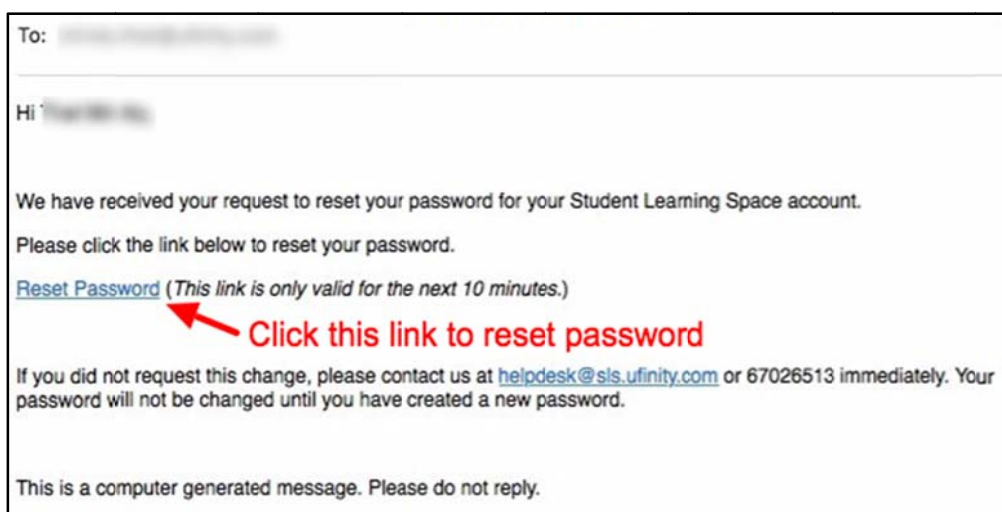 To:
Hi
We have received your request to reset your password for your Student Learning Space account.
Please click the link below to reset your password.
Reset Password (This link is only valid for the next 10 minutes.)
Click this link to reset password
If you did not request this change, please contact us at helpdesk@sls.ufinity.com or 67026513 immediately. Your
password will not be changed until you have created a new password.
This is a computer generated message. Please do not reply.